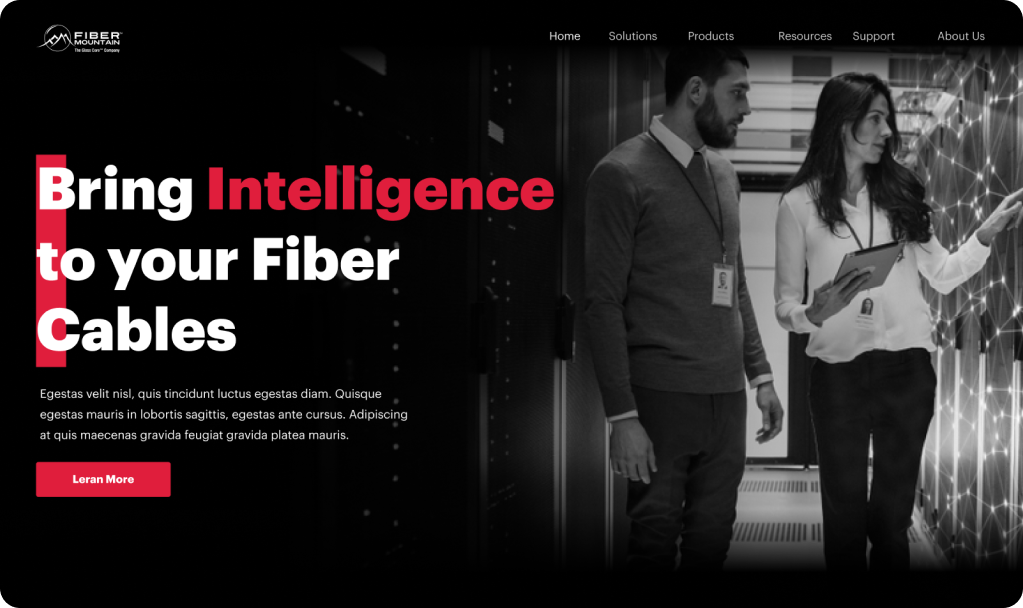 FIBER
MOUNTAIN
The Glass Core™ Company
Home Solutions Products Resources Support About Us
Bring Intelligence
to your Fiber
Cables
Egestas velit nisl, quis tincidunt luctus egestas diam. Quisque
egestas mauris in lobortis sagittis, egestas ante cursus. Adipiscing
at quis maecenas gravida feugiat gravida platea mauris.
Leran More